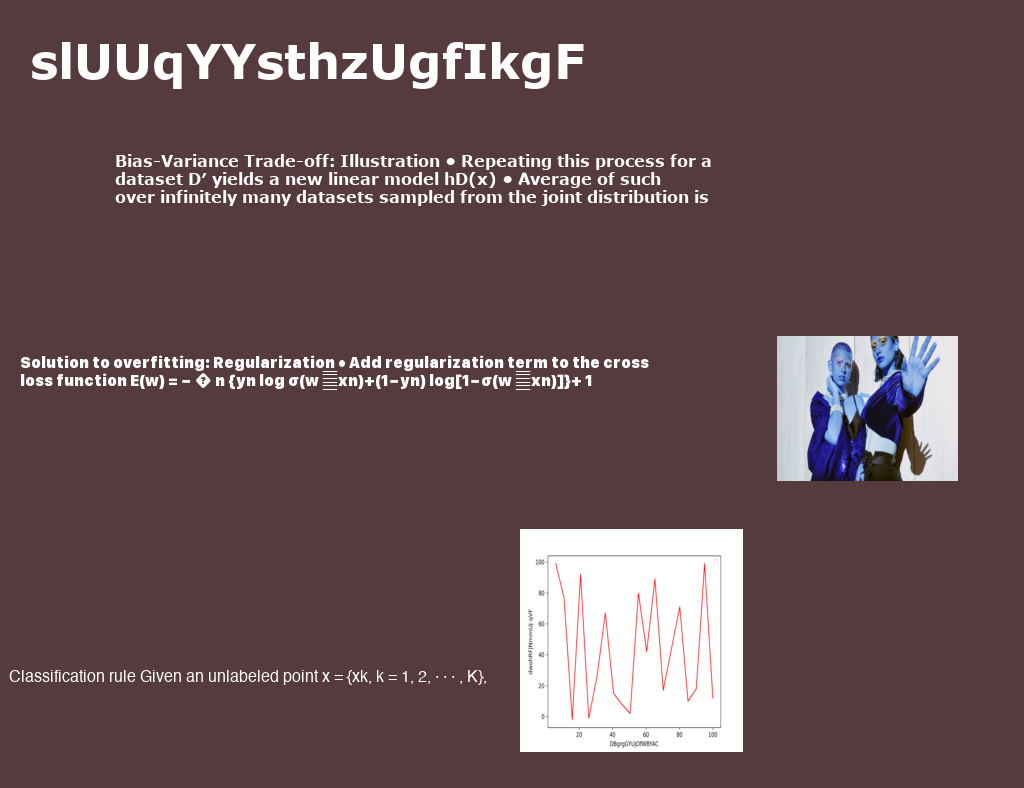 slUUqYYsthzUgfIkgF
Bias-Variance Trade-off: Illustration • Repeating this process for a
dataset D’ yields a new linear model hD(x) • Average of such
over infinitely many datasets sampled from the joint distribution is
Solution to overfitting: Regularization • Add regularization term to the cross
loss function E(w) = − � n {yn log σ(w xn)+(1−yn) log[1−σ(w xn)]}+ 1
Classification rule Given an unlabeled point x = {xk, k = 1, 2, · · · , K},
100
80
60
40
20
0
20 40 60 80 100